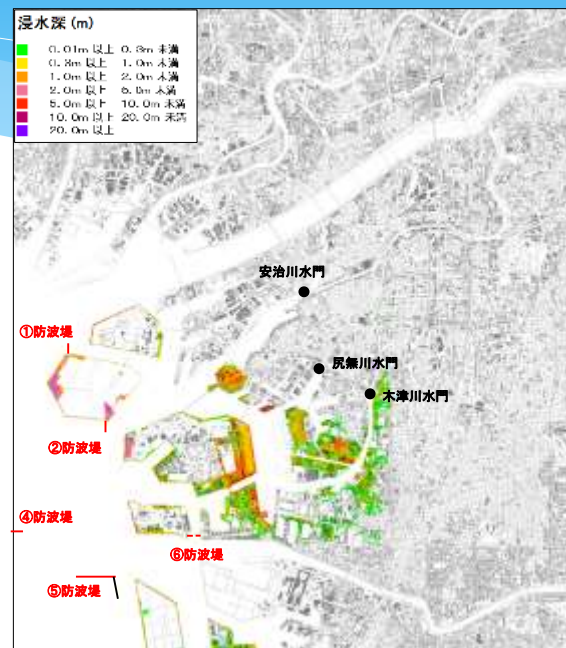 浸水深(m)
0.01m 以上 0.3m 未満
0.3m 以上 1.0m 未満
1.0m 以上 2.0m 未満
2.0m 以上 5.0m 未満
5.0m 以上 10.0m 未満
10.0m 以上 20.0m 未満
20.0m 以上
安治川水門
①防波堤
尻無川水門
木津川水門
②防波堤
④防波堤
⑥防波堤
⑤防波堤